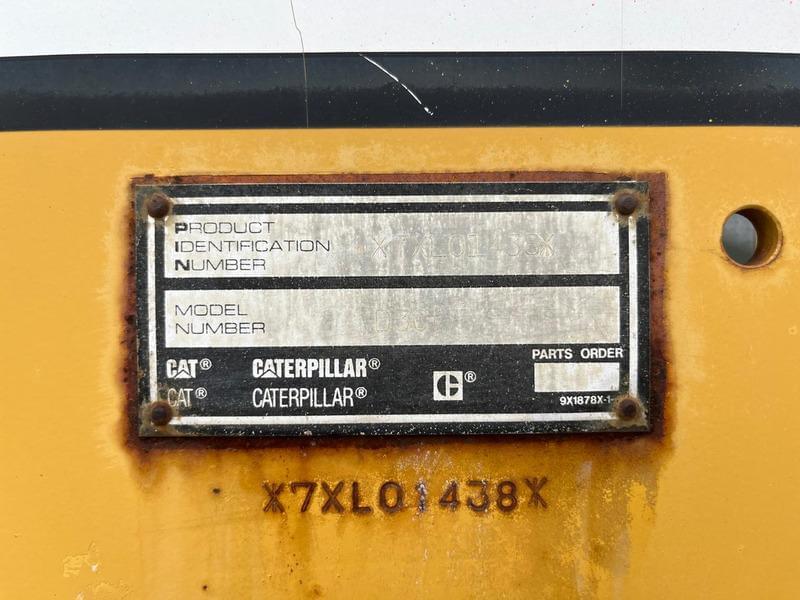 PRODUCT
IDENTIFICATION
NUMBER
MODEL
NUMBER
CAT® CATERPILLAR®
CAT® CATERPILLAR®
C®
PARTS ORDER
9X1878X-1
X7XL01438X